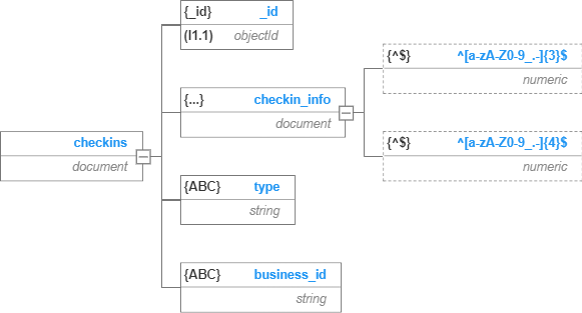 {_id} _id
(I1.1) objectId
{^$} ^[a-zA-Z0-9_.-]{3}$
numeric
{...} checkin_info
document
checkins
document
{^$} ^[a-zA-Z0-9_.-]{4}$
numeric
{ABC} type
string
{ABC} business_id
string